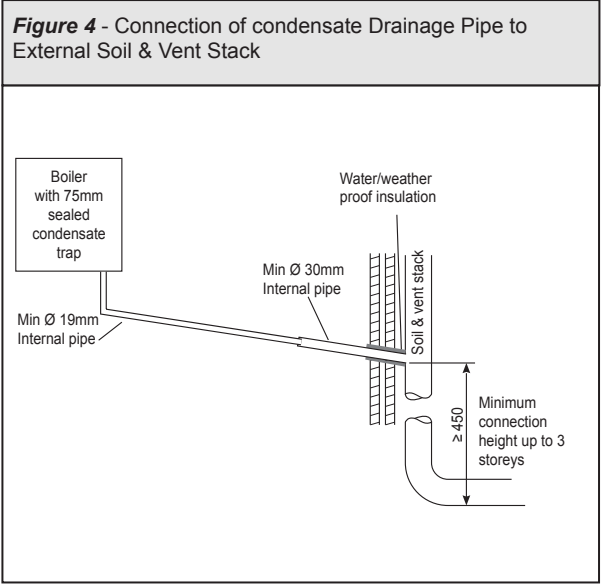 Figure 4 - Connection of condensate Drainage Pipe to
External Soil & Vent Stack
Boiler
with 75mm
sealed
condensate
trap
Water/weather
proof insulation
Min Ø 30mm
Internal pipe
Soil & vent stack
Min Ø 19mm
Internal pipe
≥ 450
Minimum
connection
height up to 3
storeys